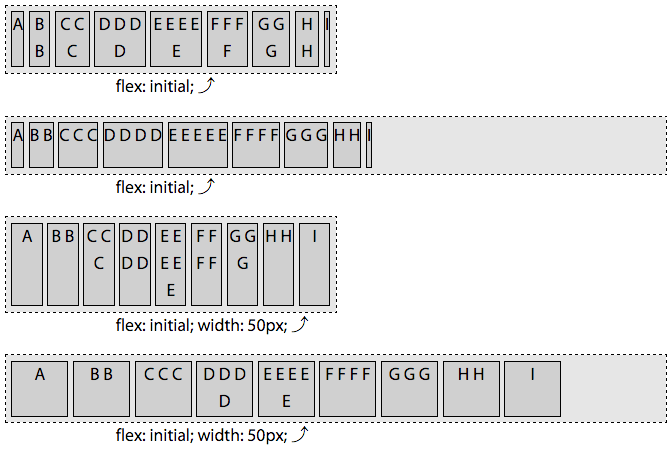 A B C C D D D E E E E F F F G G H I
B C D E F G H
flex: initial;
A B B C C C D D D D E E E E E F F F F G G G H H I
flex: initial;
A B B C C D D E E F F G G H H I
C D D E E F F G
E
flex: initial; width: 50px;
A B B C C C D D D E E E E F F F F G G G H H I
D E
flex: initial; width: 50px;